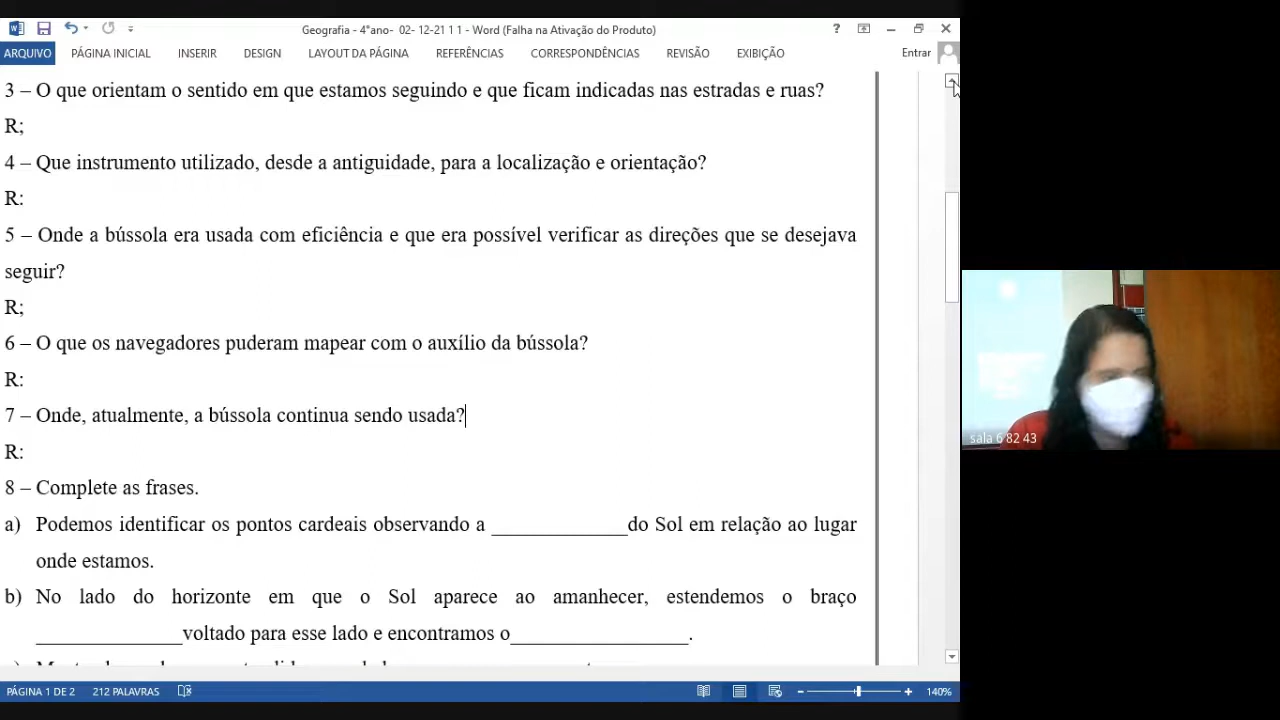 Geografia - 4°ano- 02- 12-21 1 1 - Word (Falha na Ativação do Produto)
?
ARQUIVO PÁGINA INICIAL INSERIR DESIGN LAYOUT DA PÁGINA REFERÊNCIAS CORRESPONDÊNCIAS REVISÃO EXIBIÇÃO Entrar
3 – O que orientam o sentido em que estamos seguindo e que ficam indicadas nas estradas e ruas?
R;
4 – Que instrumento utilizado, desde a antiguidade, para a localização e orientação?
R:
5 – Onde a bússola era usada com eficiência e que era possível verificar as direções que se desejava
seguir?
R;
6 – O que os navegadores puderam mapear com o auxílio da bússola?
R:
7 – Onde, atualmente, a bússola continua sendo usada?
R:
8 – Complete as frases.
a) Podemos identificar os pontos cardeais observando a _____________do Sol em relação ao lugar
onde estamos.
b) No lado do horizonte em que o Sol aparece ao amanhecer, estendemos o braço
______________voltado para esse lado e encontramos o_________________.
sala 6 82 43
PÁGINA 1 DE 2 212 PALAVRAS 140%